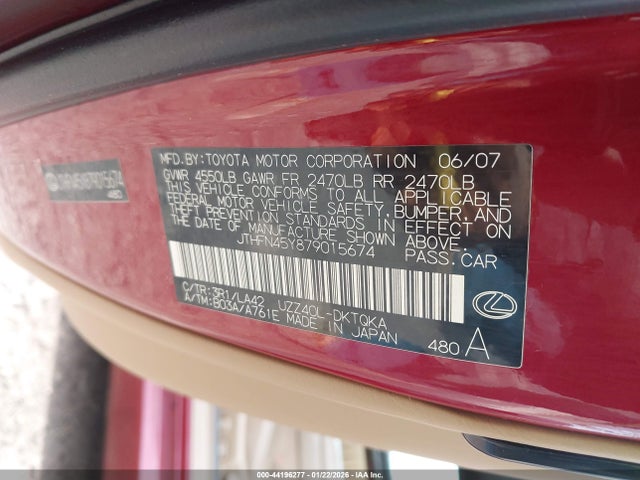 MFD.BY:TOYOTA MOTOR CORPORATION 06/07
GVWR 4550LB GAWR FR 2470LB RR 2470LB
THIS VEHICLE CONFORMS TO ALL APPLICABLE
FEDERAL MOTOR VEHICLE SAFETY, BUMPER, AND
THEFT PREVENTION STANDARDS IN EFFECT ON
THE DATE OF MANUFACTURE SHOWN ABOVE.
JTHFN45Y879015674 PASS.CAR
C/TR:3R1/LA42 UZZ40L-DKTQKA
A/TM:B03A/A761E MADE IN JAPAN
480 A
JTHFN45Y879015674
480
000-44196277 - 01/22/2026 - IAA Inc.